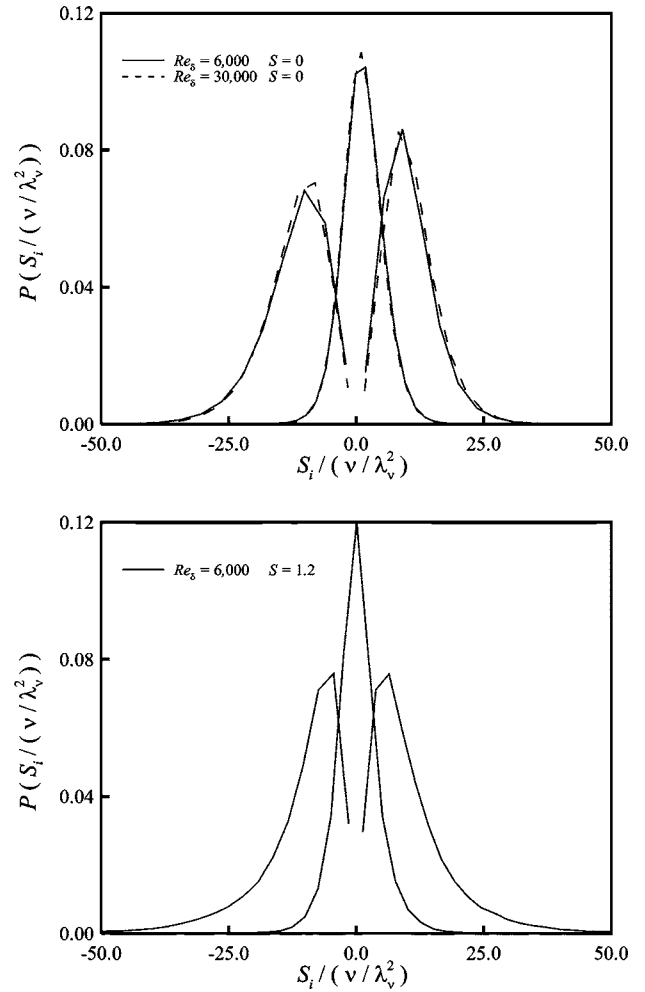 0.12
Re_δ = 6,000 S = 0
Re_δ = 30,000 S = 0
0.08
P ( S_i / ( ν / λ_ν^2 ) )
0.04
0.00
-50.0 -25.0 0.0 25.0 50.0
S_i / ( ν / λ_ν^2 )
0.12
Re_δ = 6,000 S = 1.2
0.08
P ( S_i / ( ν / λ_ν^2 ) )
0.04
0.00
-50.0 -25.0 0.0 25.0 50.0
S_i / ( ν / λ_ν^2 )